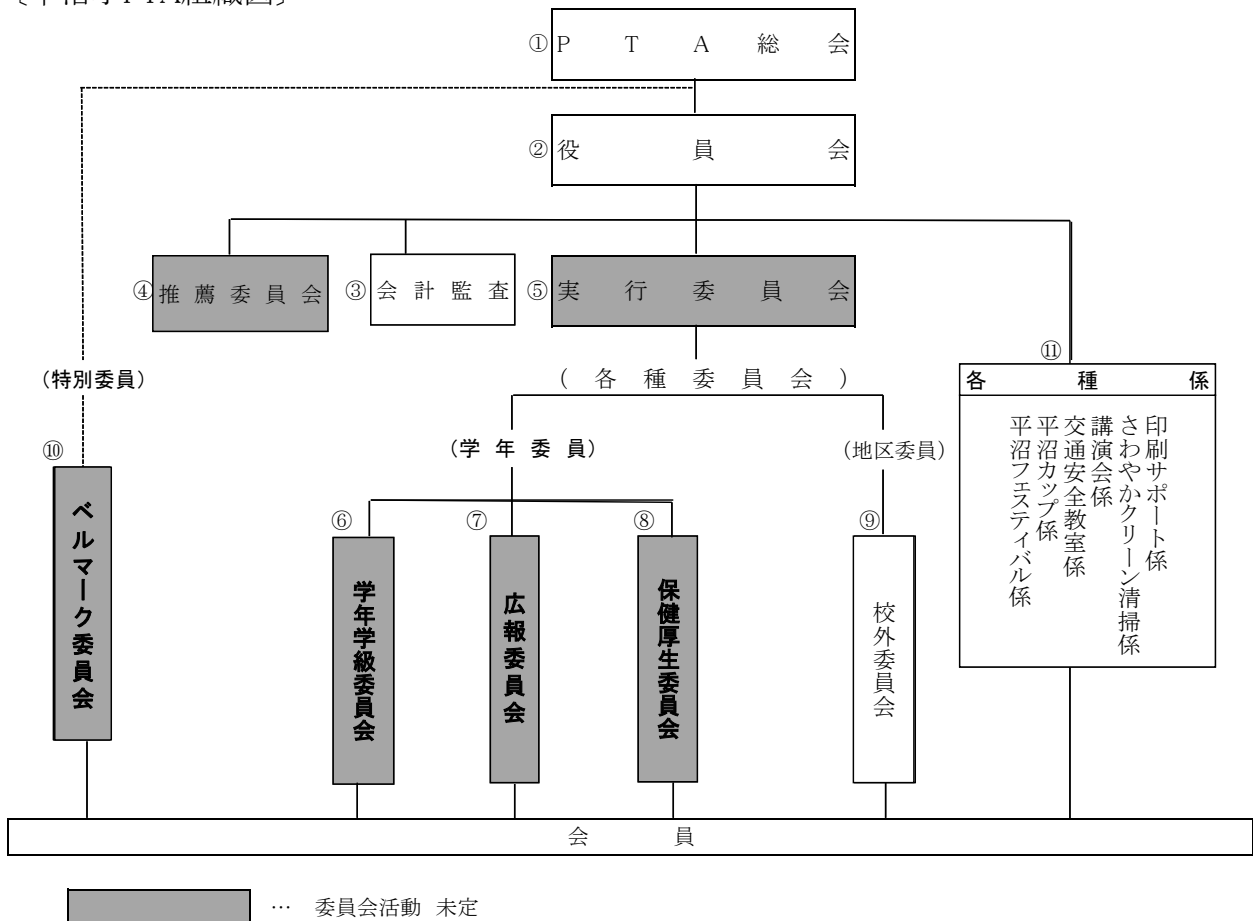 PTA組織図
① P T A 総 会
② 役 員 会
④ 推 薦 委 員 会
③ 会 計 監 査
⑤ 実 行 委 員 会
(特別委員)
( 各 種 委 員 会 )
⑪
各 種 係
印刷サポート係
さわやかクリーン清掃係
講演会係
交通安全教室係
平沼カップ係
平沼フェスティバル係
(学 年 委 員)
(地区委員)
⑩
ベルマーク委員会
⑥
学年学級委員会
⑦
広報委員会
⑧
保健厚生委員会
⑨
校外委員会
会 員
… 委員会活動 未定